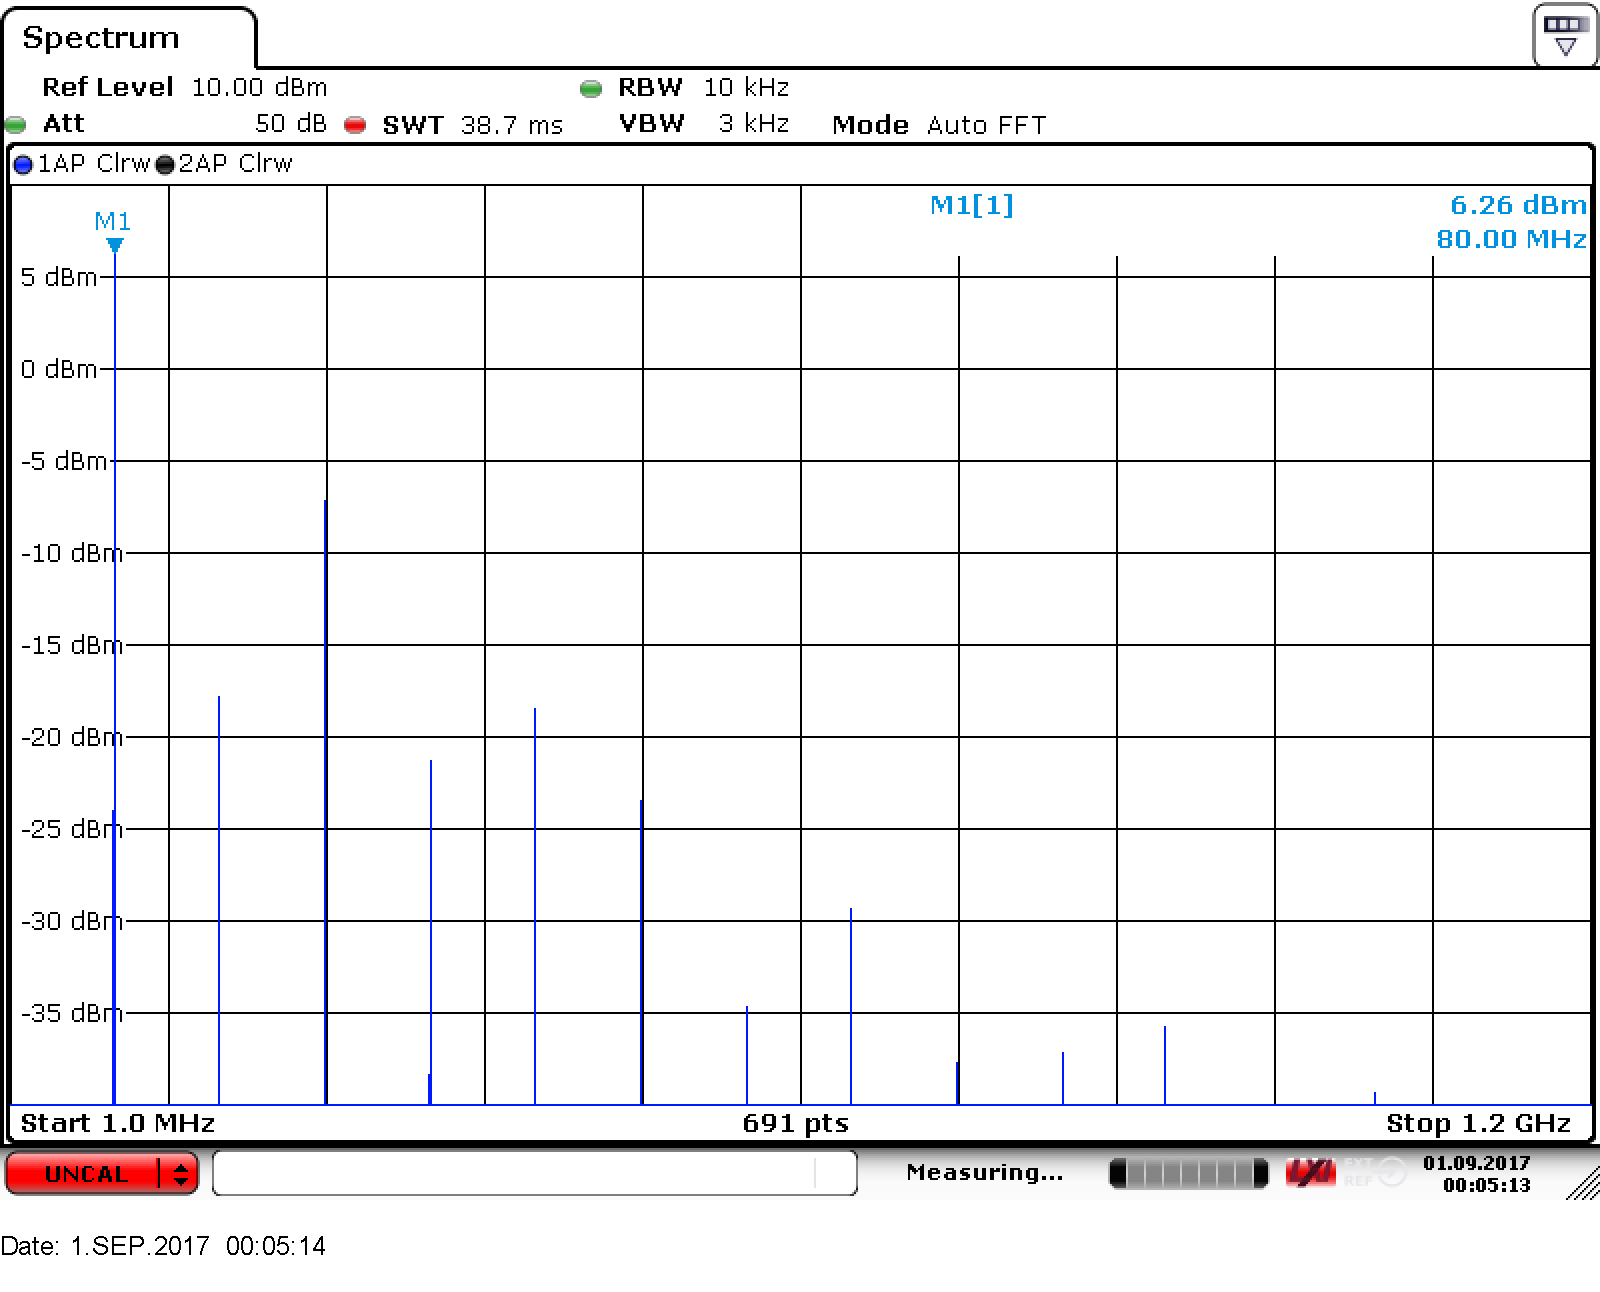 Spectrum
Ref Level 10.00 dBm RBW 10 kHz
Att 50 dB SWT 38.7 ms VBW 3 kHz Mode Auto FFT
1AP Clrw 2AP Clrw
M1[1] 6.26 dBm
M1 80.00 MHz
5 dBm
0 dBm
-5 dBm
-10 dBm
-15 dBm
-20 dBm
-25 dBm
-30 dBm
-35 dBm
Start 1.0 MHz 691 pts Stop 1.2 GHz
UNCAL Measuring... LXI EXT REF 01.09.2017
00:05:13
Date: 1.SEP.2017 00:05:14